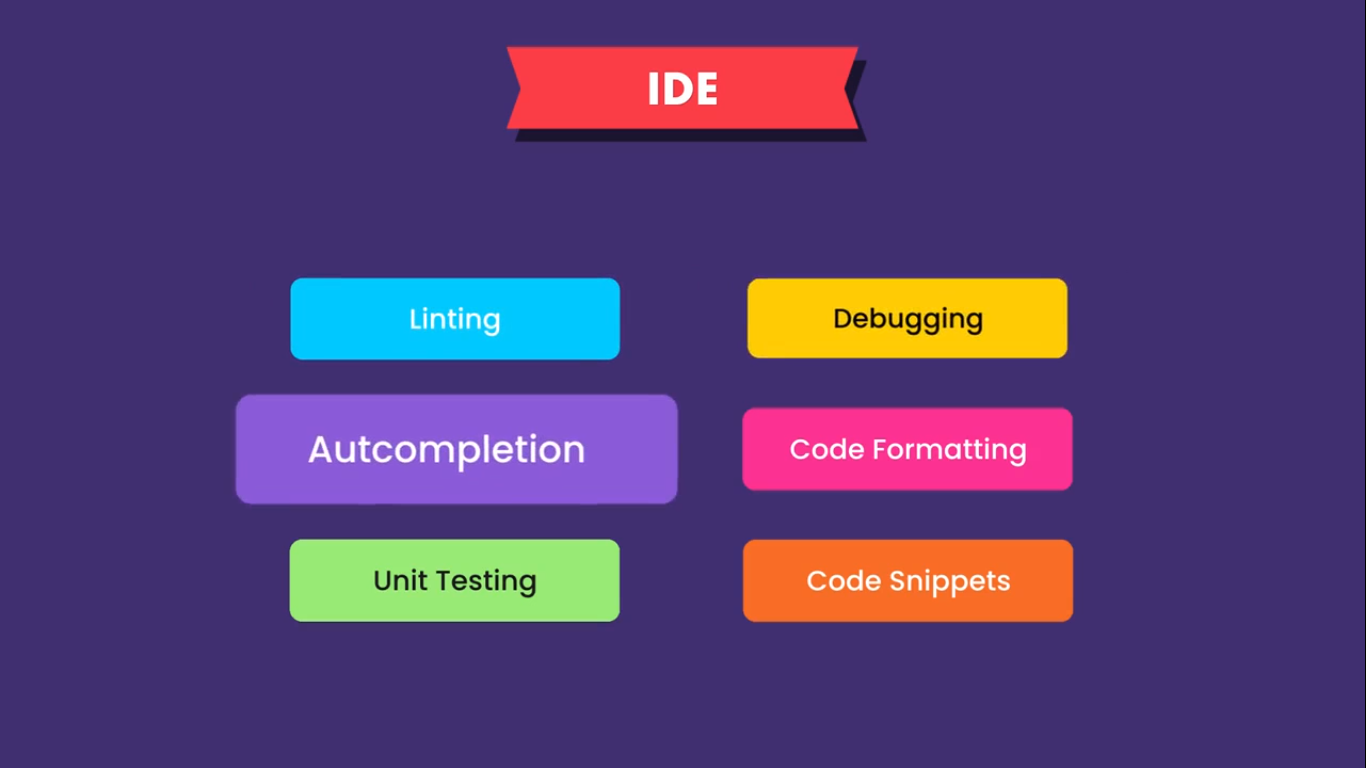 IDE
Linting
Debugging
Autcompletion
Code Formatting
Unit Testing
Code Snippets